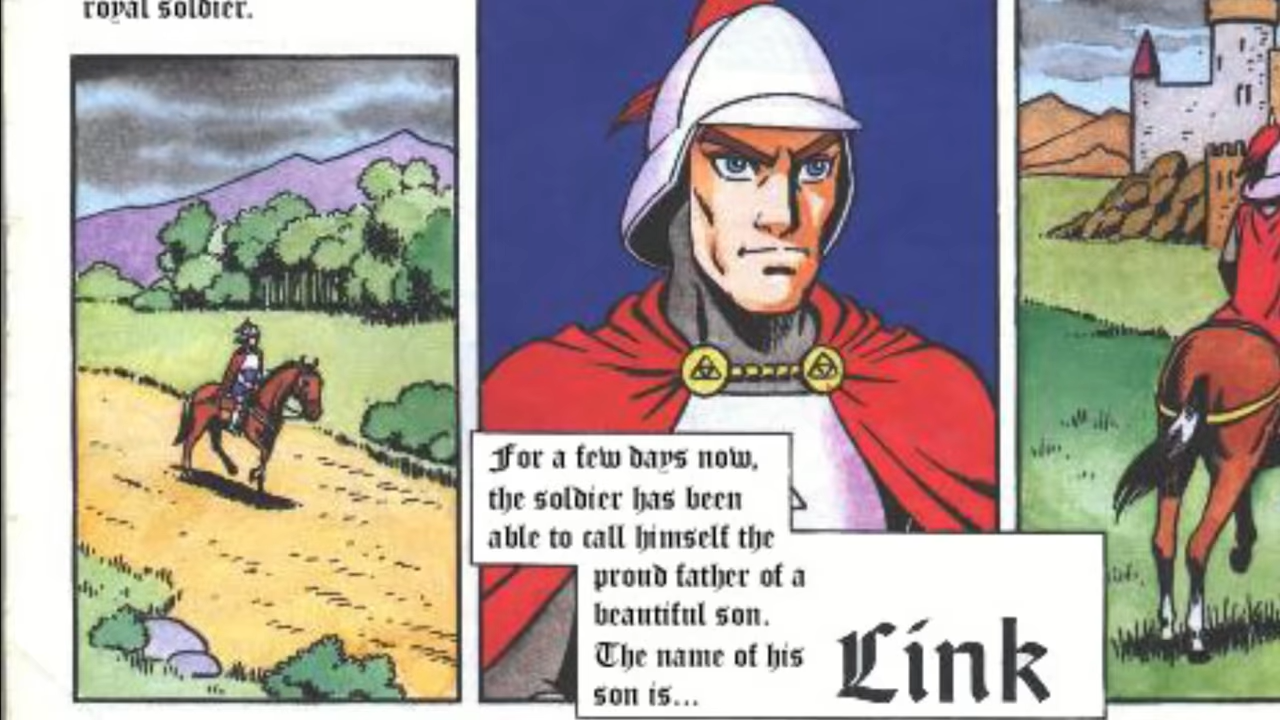 royal soldier.
For a few days now,
the soldier has been
able to call himself the
proud father of a
beautiful son.
The name of his
son is...
Link